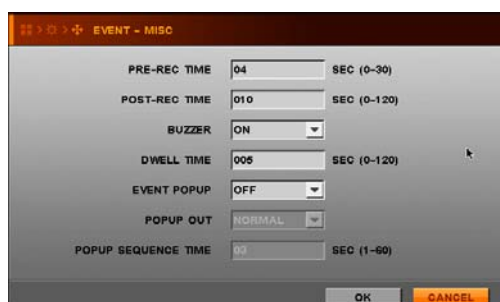 EVENT - MISC
PRE-REC TIME 04 SEC (0-30)
POST-REC TIME 010 SEC (0-120)
BUZZER ON
DWELL TIME 005 SEC (0-120)
EVENT POPUP OFF
POPUP OUT NORMAL
POPUP SEQUENCE TIME 03 SEC (1-60)
OK CANCEL